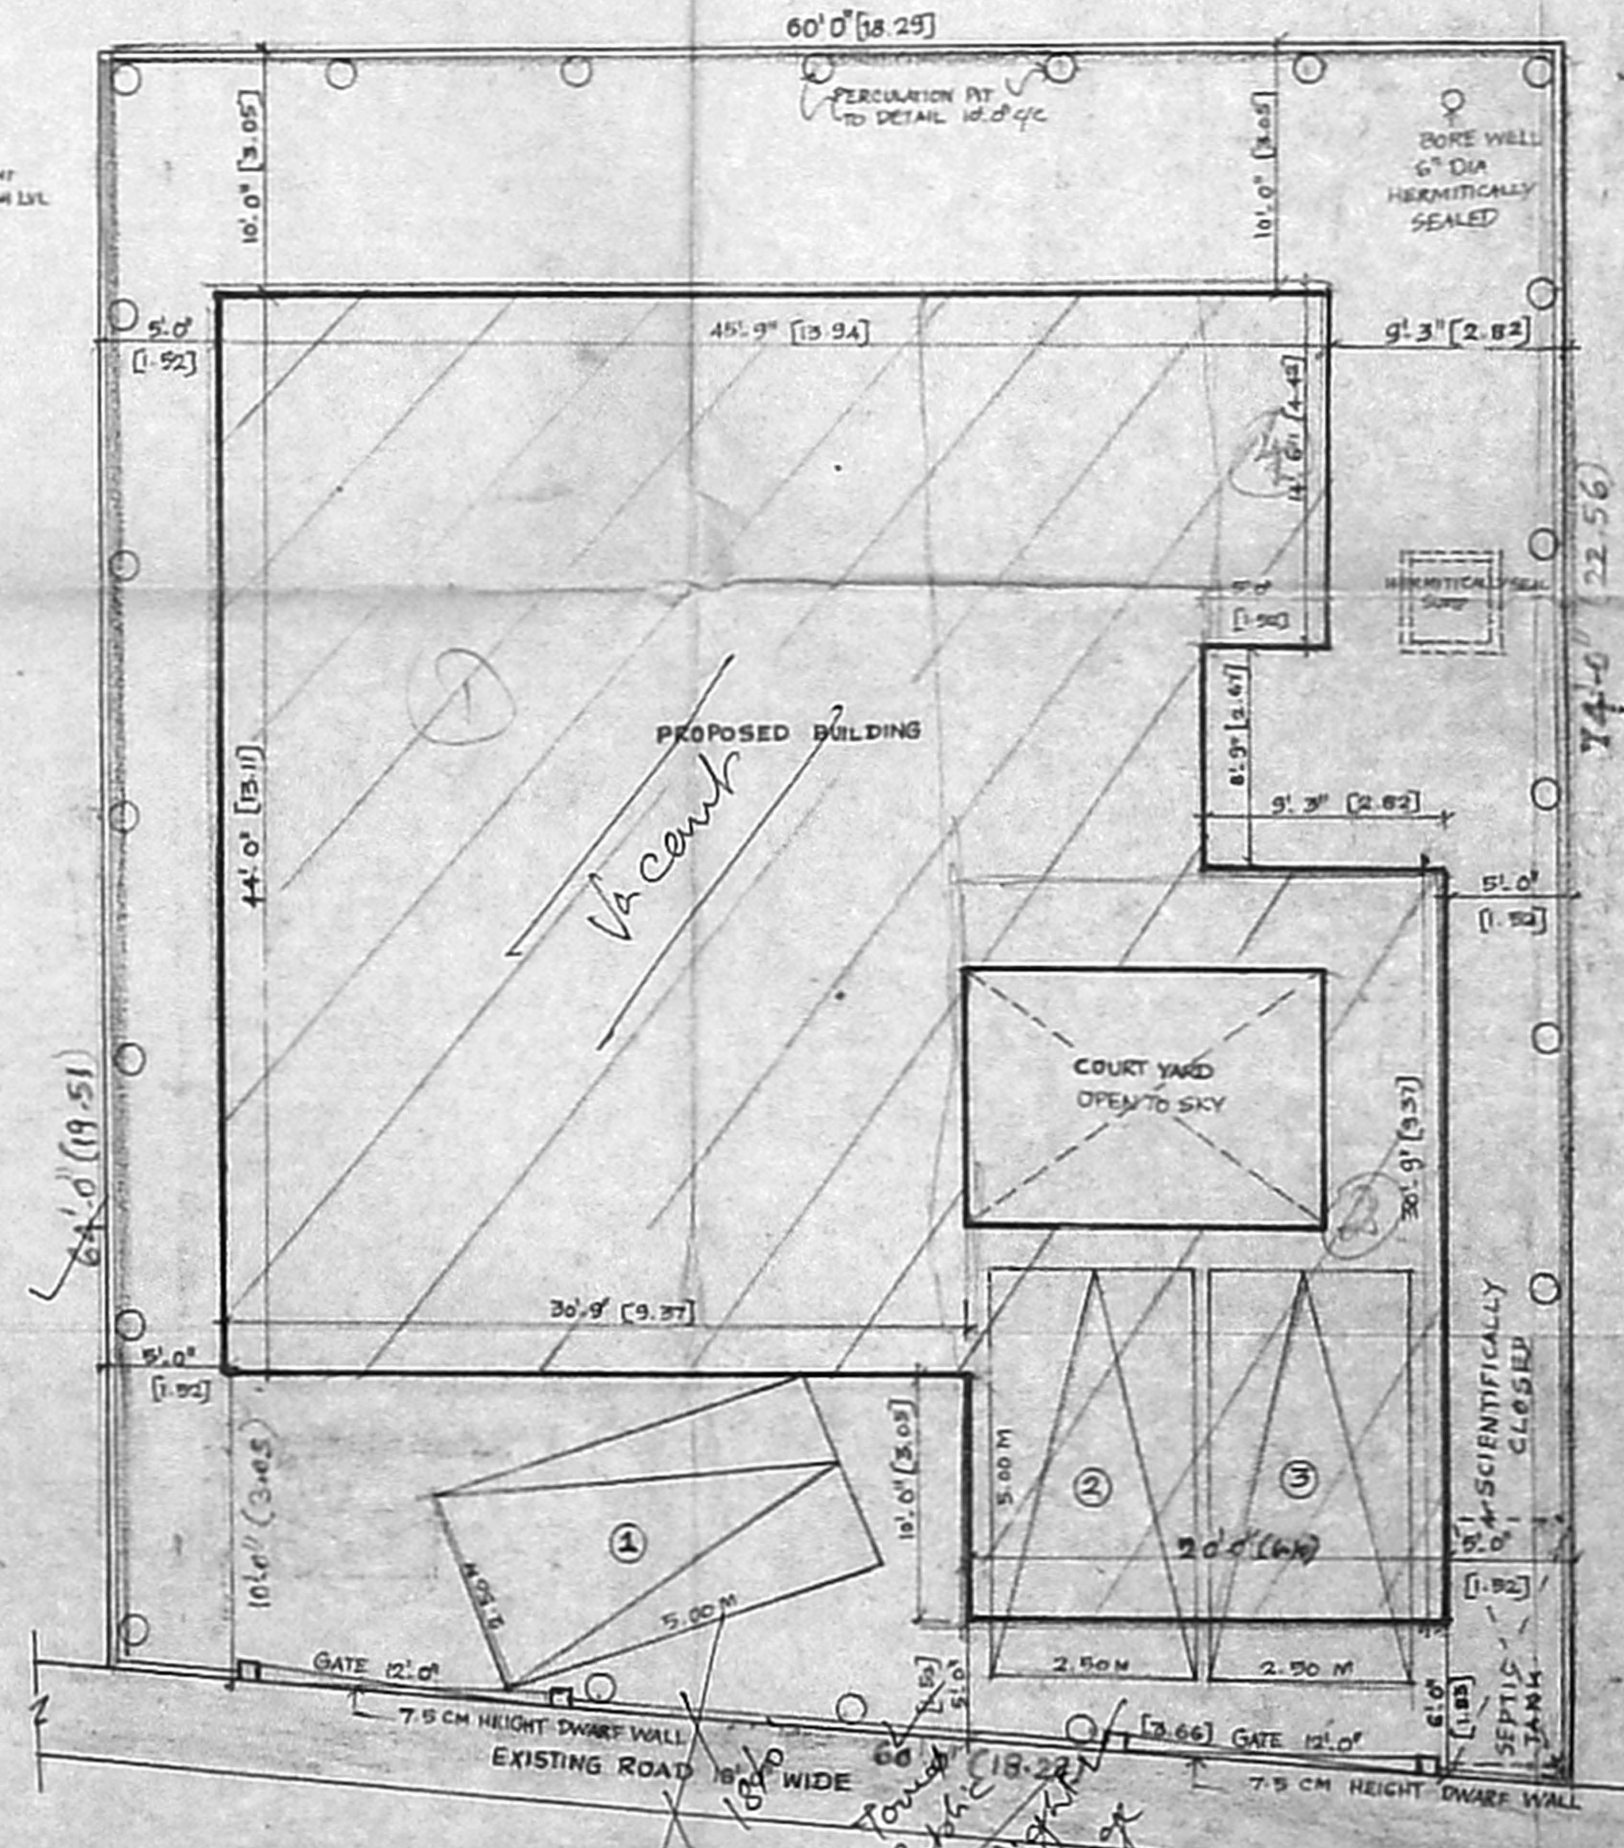 60'0" [18.29]
PERCULATION PIT
TO DETAIL 10'.0" c/c
BORE WELL
6" DIA
HERMITICALLY
SEALED
10'.0" [3.05]
10'.0" [3.05]
5'.0"
[1.52]
45'-9" [13.94]
9'.3" [2.82]
14'.6" [4.42]
[1.52]
HERMITICALLY SEAL
74'-0" (22.56)
1
PROPOSED BUILDING
Vacant
44'.0" [13.11]
8'.9" [2.67]
9'.3" [2.82]
5'.0"
[1.52]
COURT YARD
OPEN TO SKY
64'-0" (19.51)
30'.9" [9.37]
30'-9" [9.37]
5'.0"
[1.52]
SCIENTIFICALLY
CLOSED
10'.0" (3.05)
10'.0" [3.05]
1
2.50 M
5.00 M
5.00 M
2
3
20'0"
5'.0"
[1.52]
2.50 M
2.50 M
5'.0"
6'.0"
[1.83]
SEPTIC
TANK
GATE 12'.0"
7.5 CM HEIGHT DWARF WALL
[3.66] GATE 12'.0"
7.5 CM HEIGHT DWARF WALL
EXISTING ROAD WIDE
60